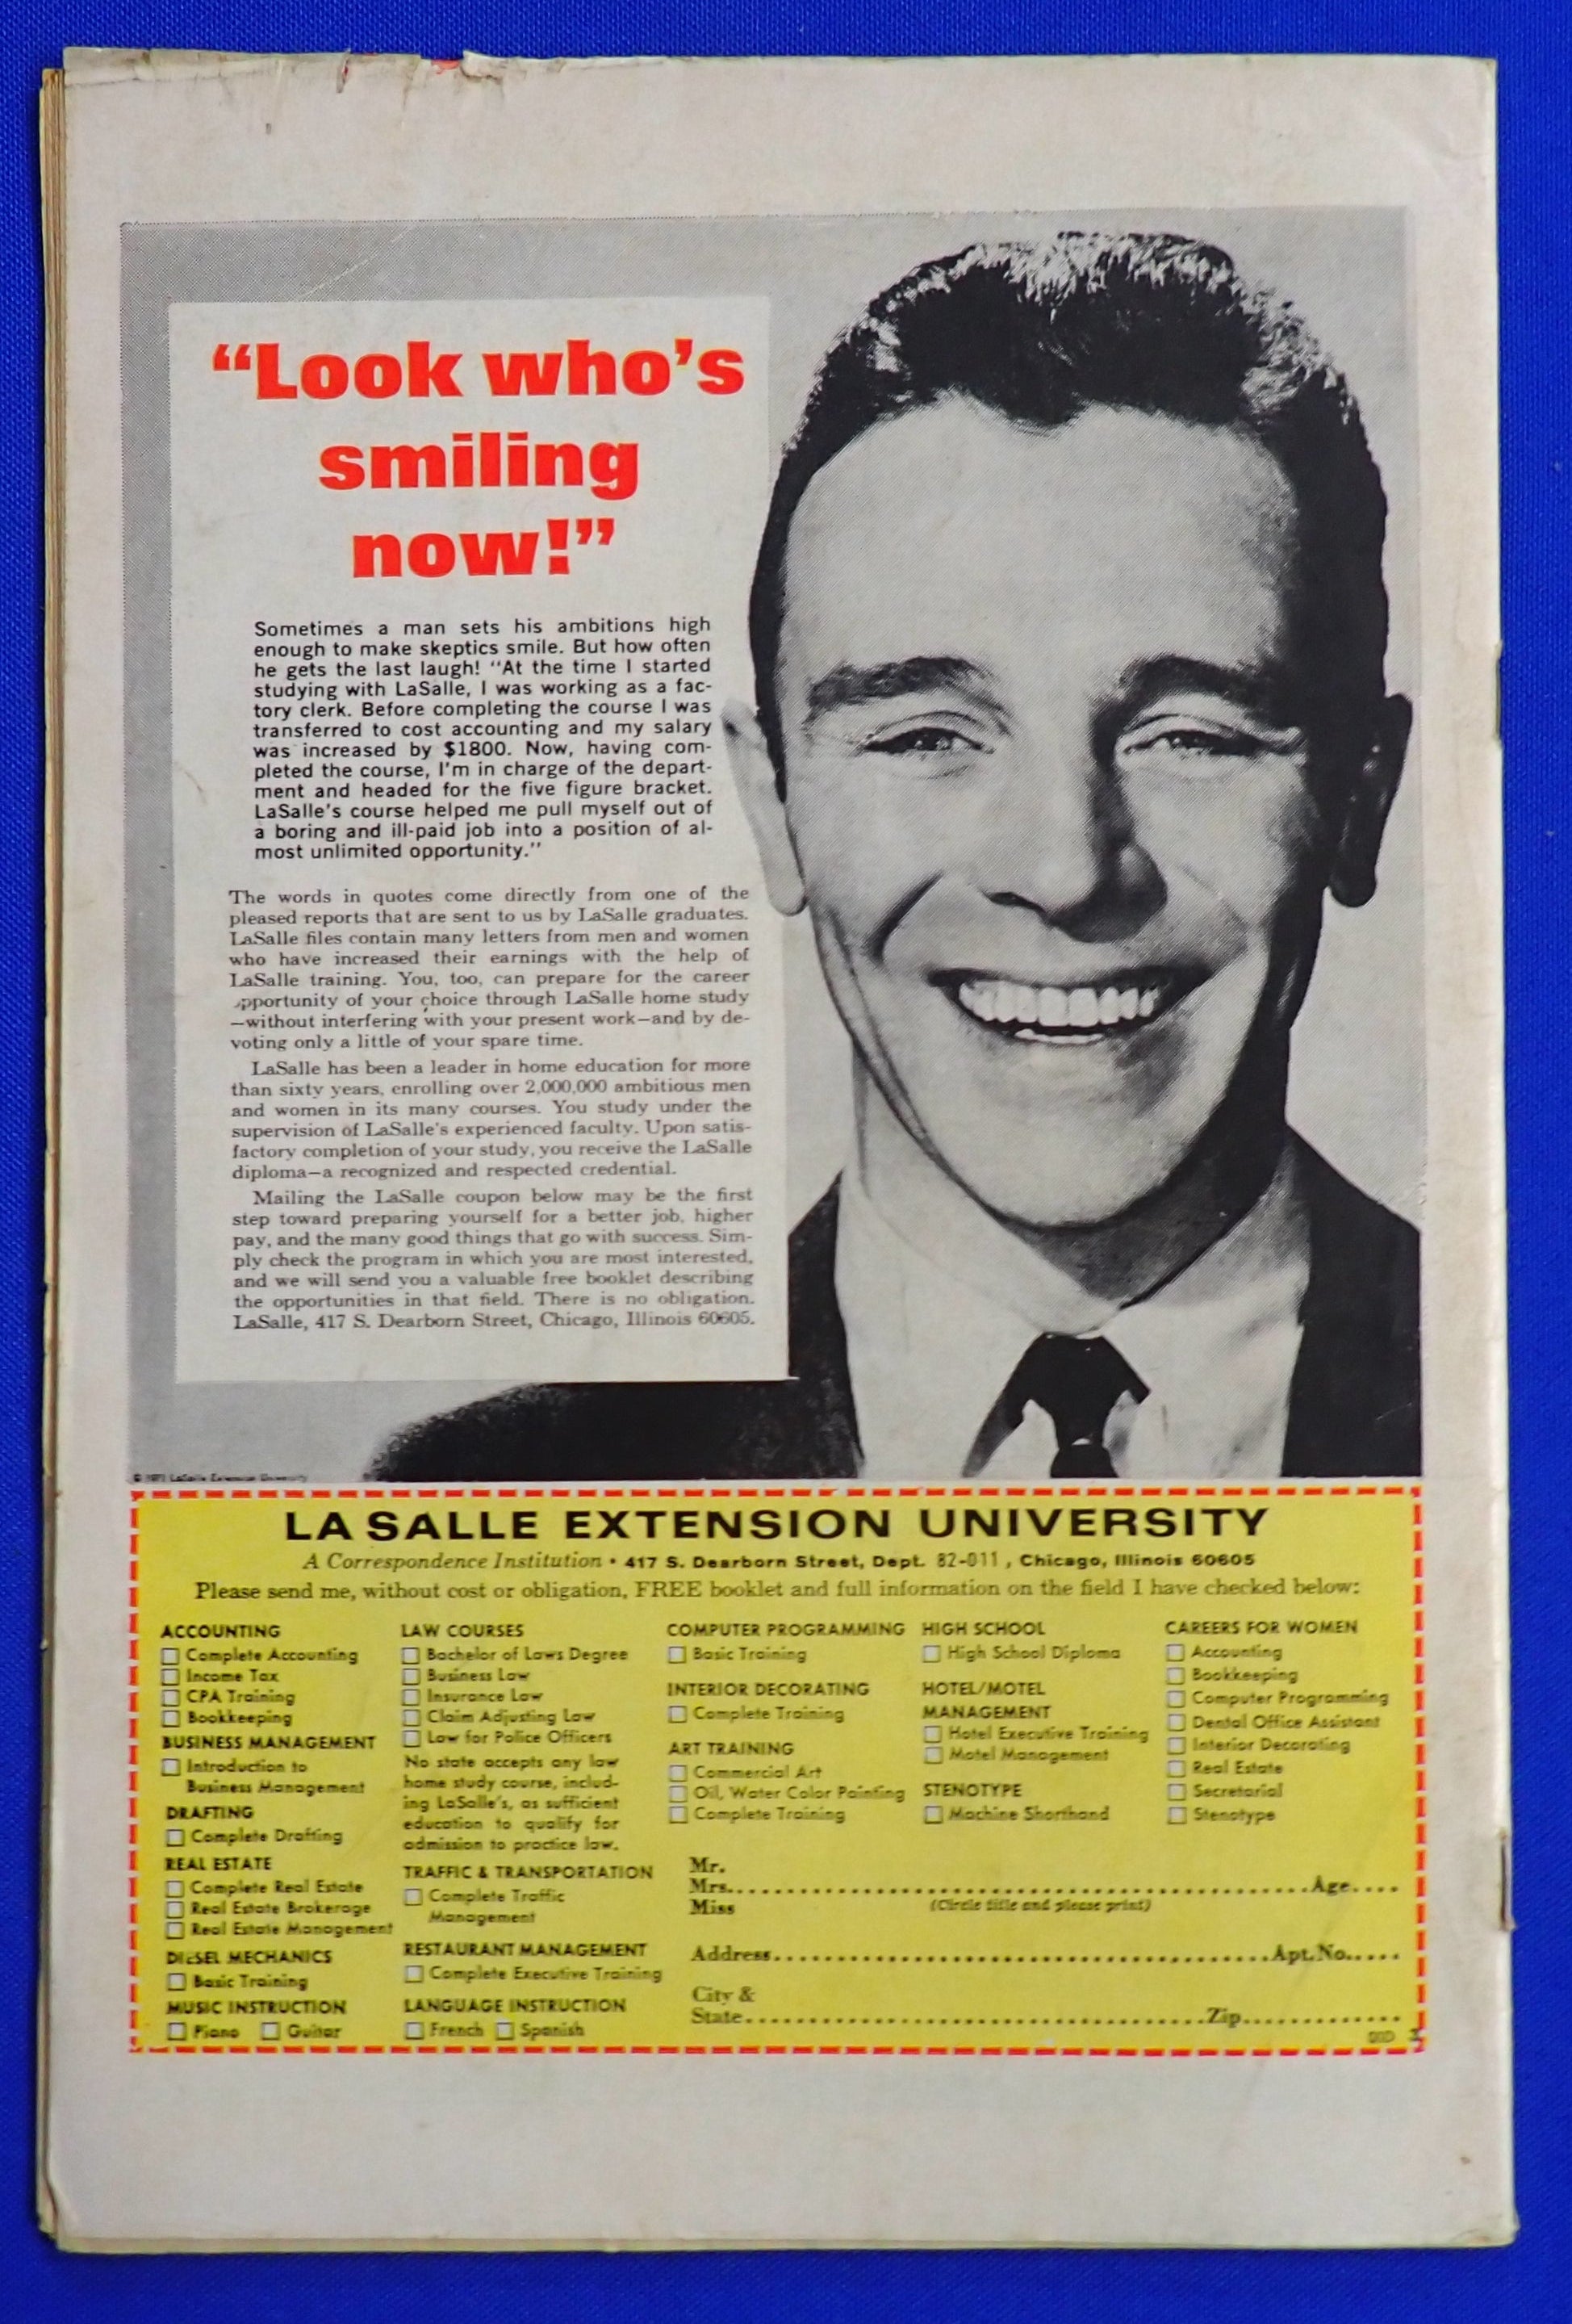 “Look who’s
smiling
now!”
Sometimes a man sets his ambitions high
enough to make skeptics smile. But how often
he gets the last laugh! “At the time I started
studying with LaSalle, I was working as a fac-
tory clerk. Before completing the course I was
transferred to cost accounting and my salary
was increased by $1800. Now, having com-
pleted the course, I'm in charge of the depart-
ment and headed for the five figure bracket.
LaSalle's course helped me pull myself out of
a boring and ill-paid job into a position of al-
most unlimited opportunity.”
The words in quotes come directly from one of the
pleased reports that are sent to us by LaSalle graduates.
LaSalle files contain many letters from men and women
who have increased their earnings with the help of
LaSalle training. You, too, can prepare for the career
opportunity of your choice through LaSalle home study
—without interfering with your present work—and by de-
voting only a little of your spare time.
LaSalle has been a leader in home education for more
than sixty years, enrolling over 2,000,000 ambitious men
and women in its many courses. You study under the
supervision of LaSalle's experienced faculty. Upon satis-
factory completion of your study, you receive the LaSalle
diploma—a recognized and respected credential.
Mailing the LaSalle coupon below may be the first
step toward preparing yourself for a better job, higher
pay, and the many good things that go with success. Sim-
ply check the program in which you are most interested,
and we will send you a valuable free booklet describing
the opportunities in that field. There is no obligation.
LaSalle, 417 S. Dearborn Street, Chicago, Illinois 60605.
© 1971 LaSalle Extension University
LA SALLE EXTENSION UNIVERSITY
A Correspondence Institution • 417 S. Dearborn Street, Dept. 82-011, Chicago, Illinois 60605
Please send me, without cost or obligation, FREE booklet and full information on the field I have checked below:
ACCOUNTING
Complete Accounting
Income Tax
CPA Training
Bookkeeping
BUSINESS MANAGEMENT
Introduction to
Business Management
DRAFTING
Complete Drafting
REAL ESTATE
Complete Real Estate
Real Estate Brokerage
Real Estate Management
DIESEL MECHANICS
Basic Training
MUSIC INSTRUCTION
Piano Guitar
LAW COURSES
Bachelor of Laws Degree
Business Law
Insurance Law
Claim Adjusting Law
Law for Police Officers
No state accepts any law
home study course, includ-
ing LaSalle's, as sufficient
education to qualify for
admission to practice law.
TRAFFIC & TRANSPORTATION
Complete Traffic
Management
RESTAURANT MANAGEMENT
Complete Executive Training
LANGUAGE INSTRUCTION
French Spanish
COMPUTER PROGRAMMING
Basic Training
INTERIOR DECORATING
Complete Training
ART TRAINING
Commercial Art
Oil, Water Color Painting
Complete Training
HIGH SCHOOL
High School Diploma
HOTEL/MOTEL
MANAGEMENT
Hotel Executive Training
Motel Management
STENOTYPE
Machine Shorthand
CAREERS FOR WOMEN
Accounting
Bookkeeping
Computer Programming
Dental Office Assistant
Interior Decorating
Real Estate
Secretarial
Stenotype
Mr.
Mrs. Age
Miss (Circle title and please print)
Address Apt. No.
City &
State Zip